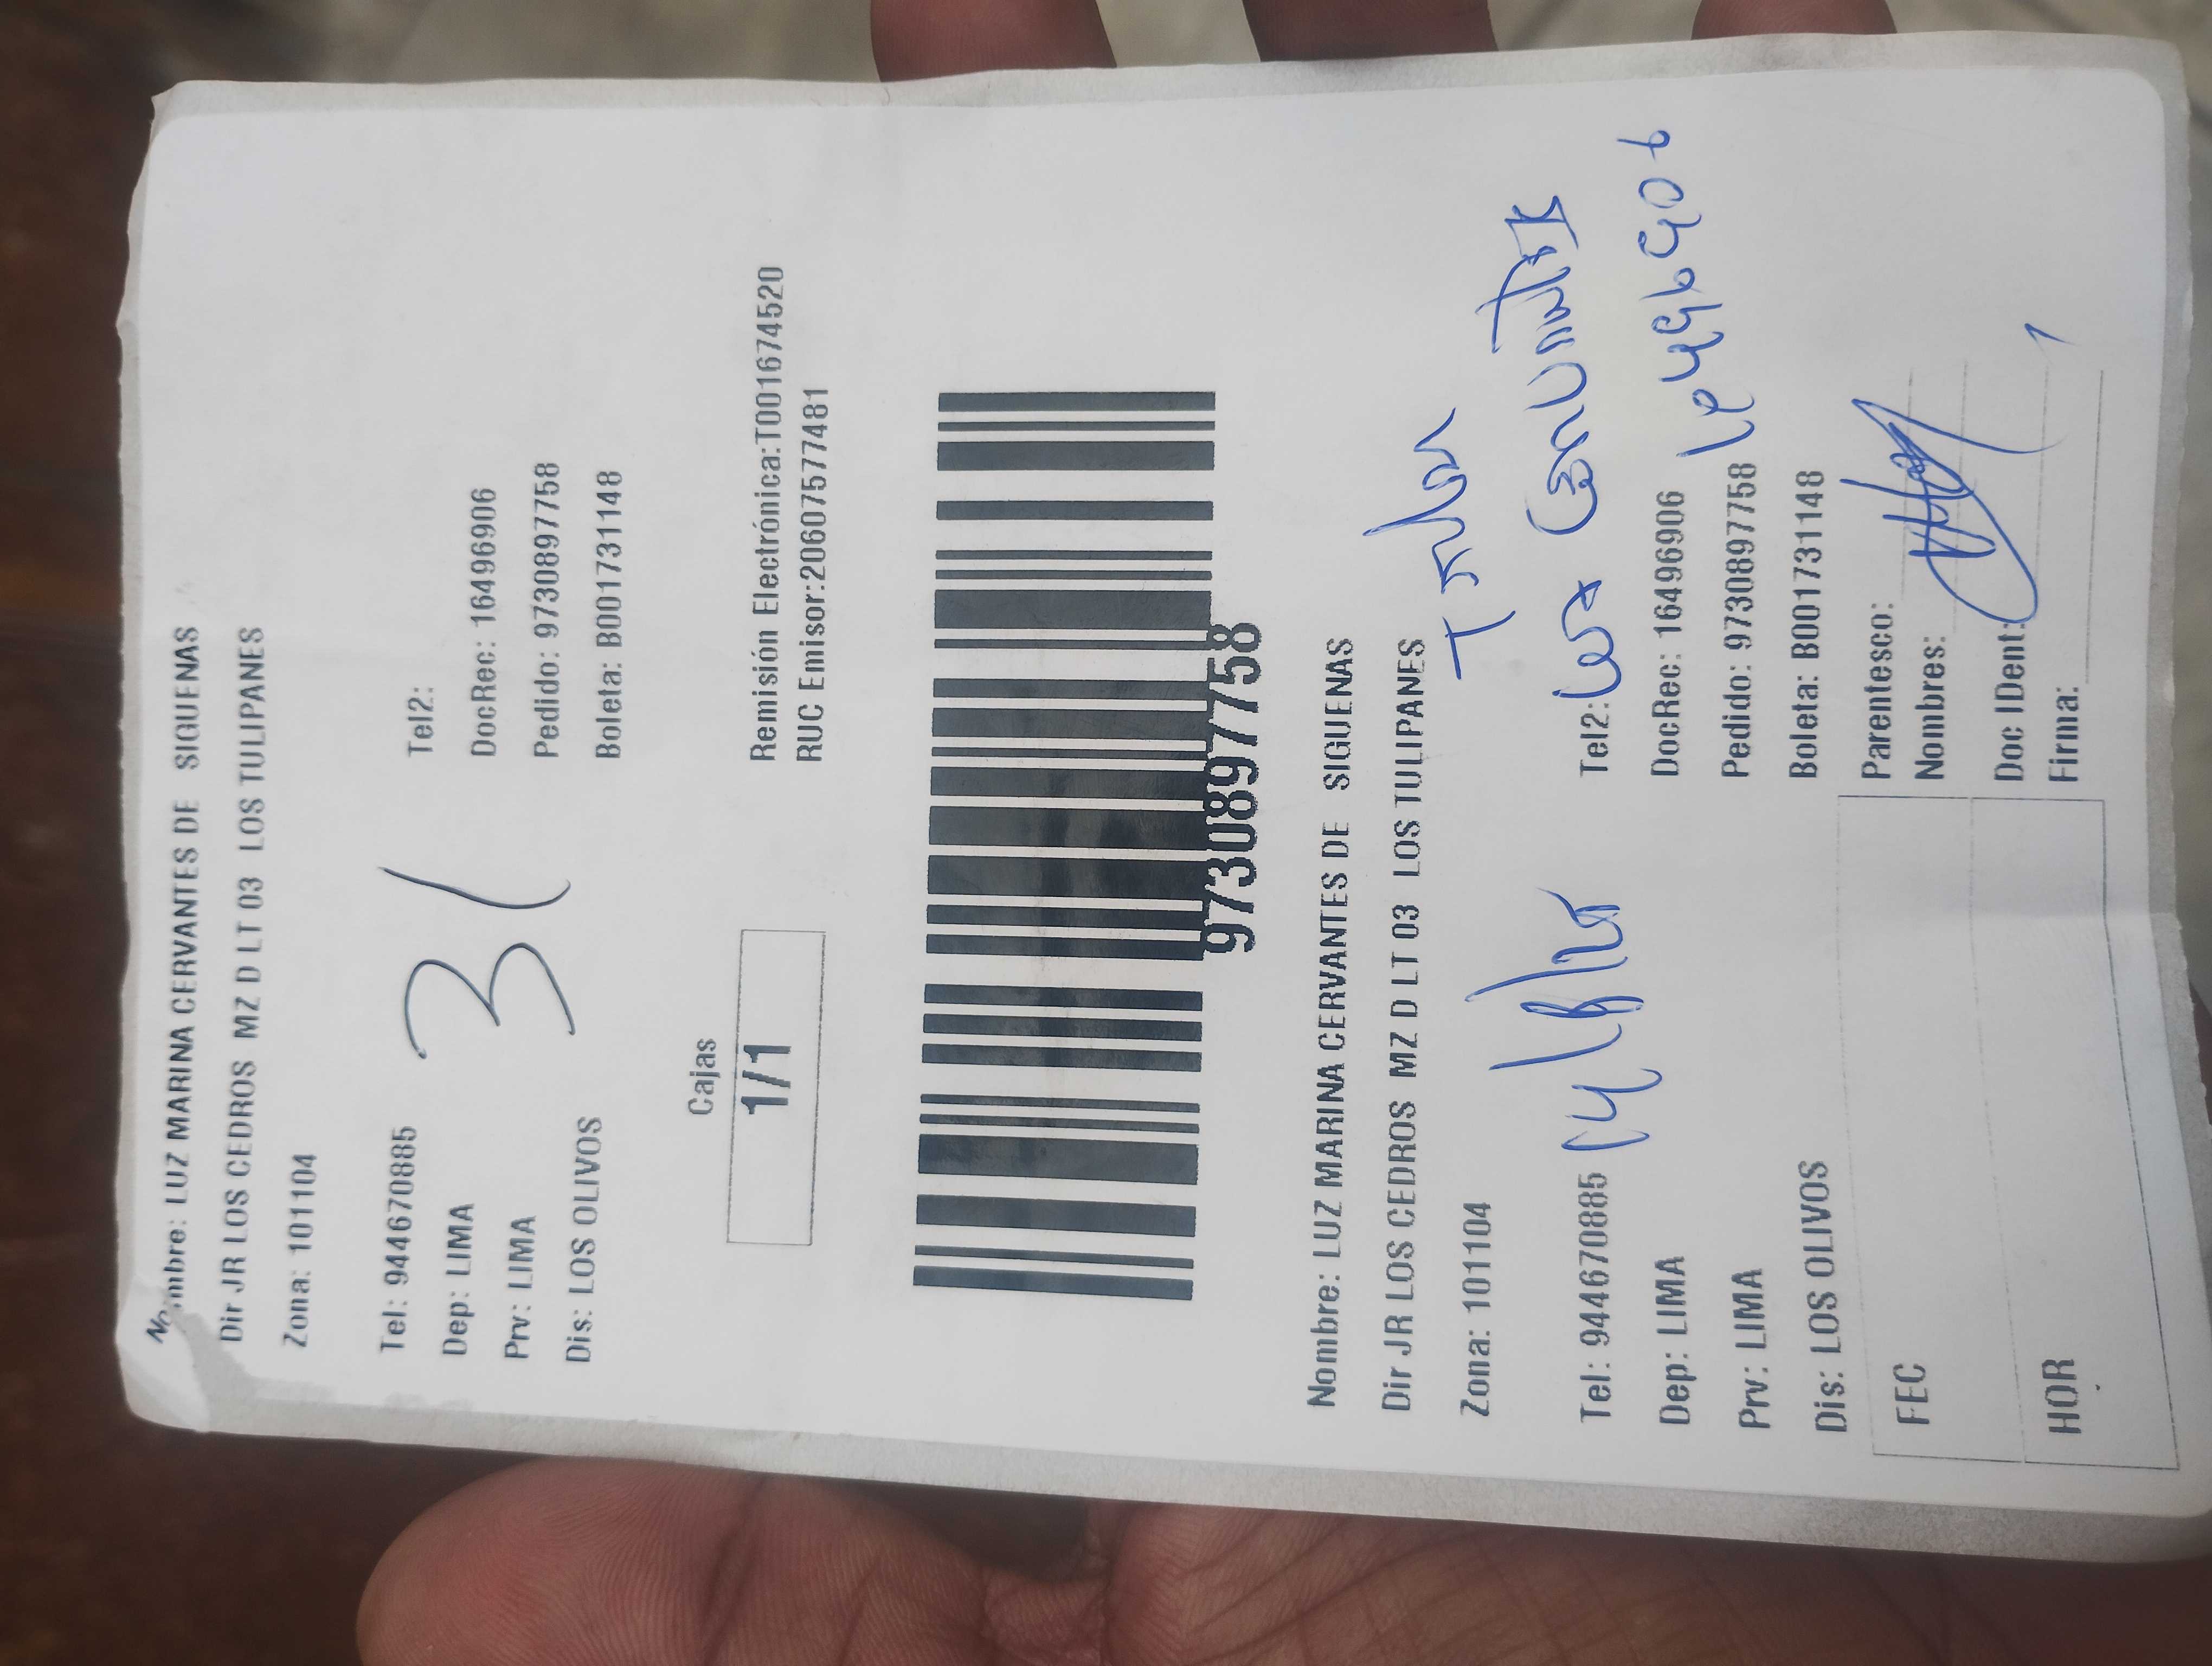 Nombre: LUZ MARINA CERVANTES DE SIGUENAS
Dir JR LOS CEDROS MZ D LT 03 LOS TULIPANES
Zona: 101104
Tel: 944670885 Tel2:
Dep: LIMA DocRec: 16496906
Prv: LIMA Pedido: 9730897758
Dis: LOS OLIVOS Boleta: B001731148
31
Cajas
1/1
Remisión Electrónica:T001674520
RUC Emisor:20607577481
9730897758
Nombre: LUZ MARINA CERVANTES DE SIGUENAS
Dir JR LOS CEDROS MZ D LT 03 LOS TULIPANES
Zona: 101104
Tel: 944670885 Tel2: Luz
Dep: LIMA DocRec: 16496906
16496906
Prv: LIMA Pedido: 9730897758
Dis: LOS OLIVOS Boleta: B001731148
FEC
HOR
Parentesco:
Nombres:
Doc IDent:
Firma: